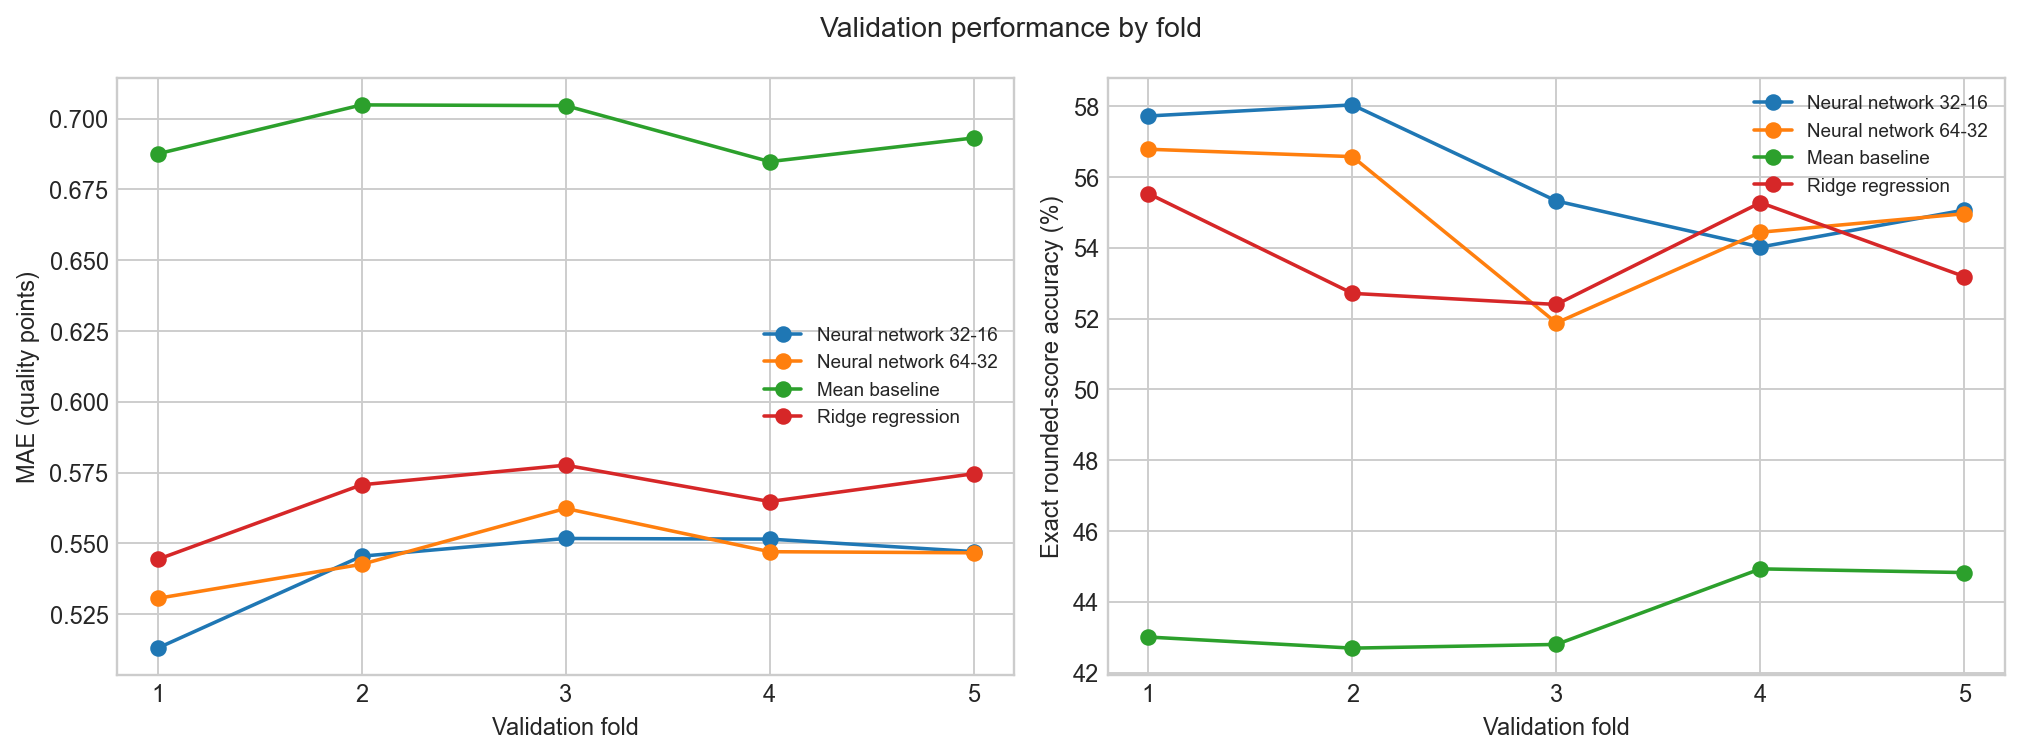 Validation performance by fold
MAE (quality points)
0.700
0.675
0.650
0.625
0.600
0.575
0.550
0.525
1 2 3 4 5
Validation fold
Neural network 32-16
Neural network 64-32
Mean baseline
Ridge regression
Exact rounded-score accuracy (%)
58
56
54
52
50
48
46
44
42
1 2 3 4 5
Validation fold
Neural network 32-16
Neural network 64-32
Mean baseline
Ridge regression